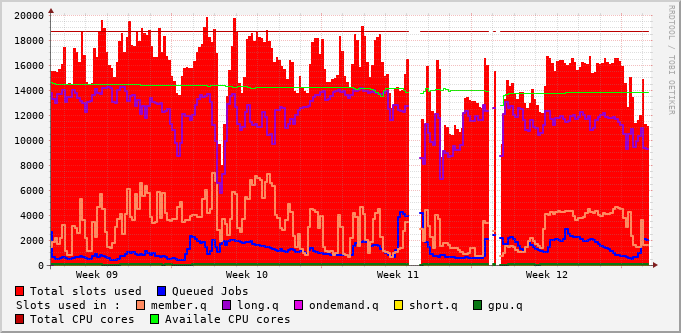 20000
18000
16000
14000
12000
10000
8000
6000
4000
2000
0
Week 09 Week 10 Week 11 Week 12
Total slots used Queued Jobs
Slots used in : member.q long.q ondemand.q short.q gpu.q
Total CPU cores Availale CPU cores
RRDTOOL / TOBI OETIKER